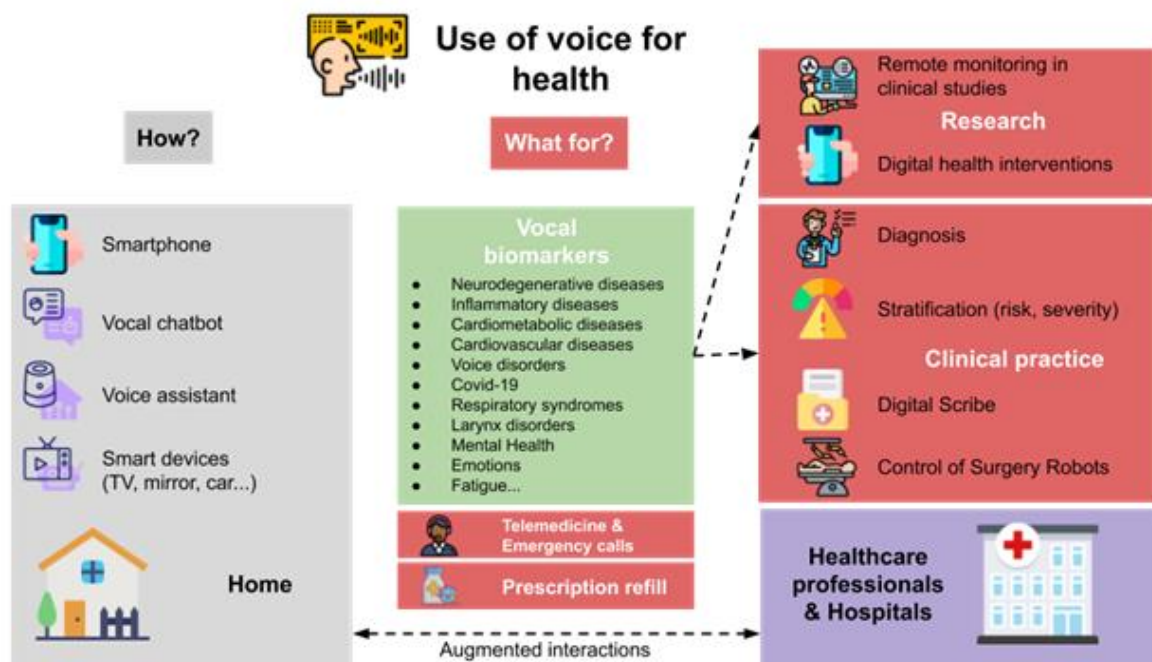 Use of voice for
health
How?
What for?
Smartphone
Vocal chatbot
Voice assistant
Smart devices
(TV, mirror, car...)
Home
Vocal
biomarkers
● Neurodegenerative diseases
● Inflammatory diseases
● Cardiometabolic diseases
● Cardiovascular diseases
● Voice disorders
● Covid-19
● Respiratory syndromes
● Larynx disorders
● Mental Health
● Emotions
● Fatigue...
Telemedicine &
Emergency calls
Prescription refill
Remote monitoring in
clinical studies
Research
Digital health interventions
Diagnosis
Stratification (risk, severity)
Clinical practice
Digital Scribe
Control of Surgery Robots
Healthcare
professionals
& Hospitals
Augmented interactions